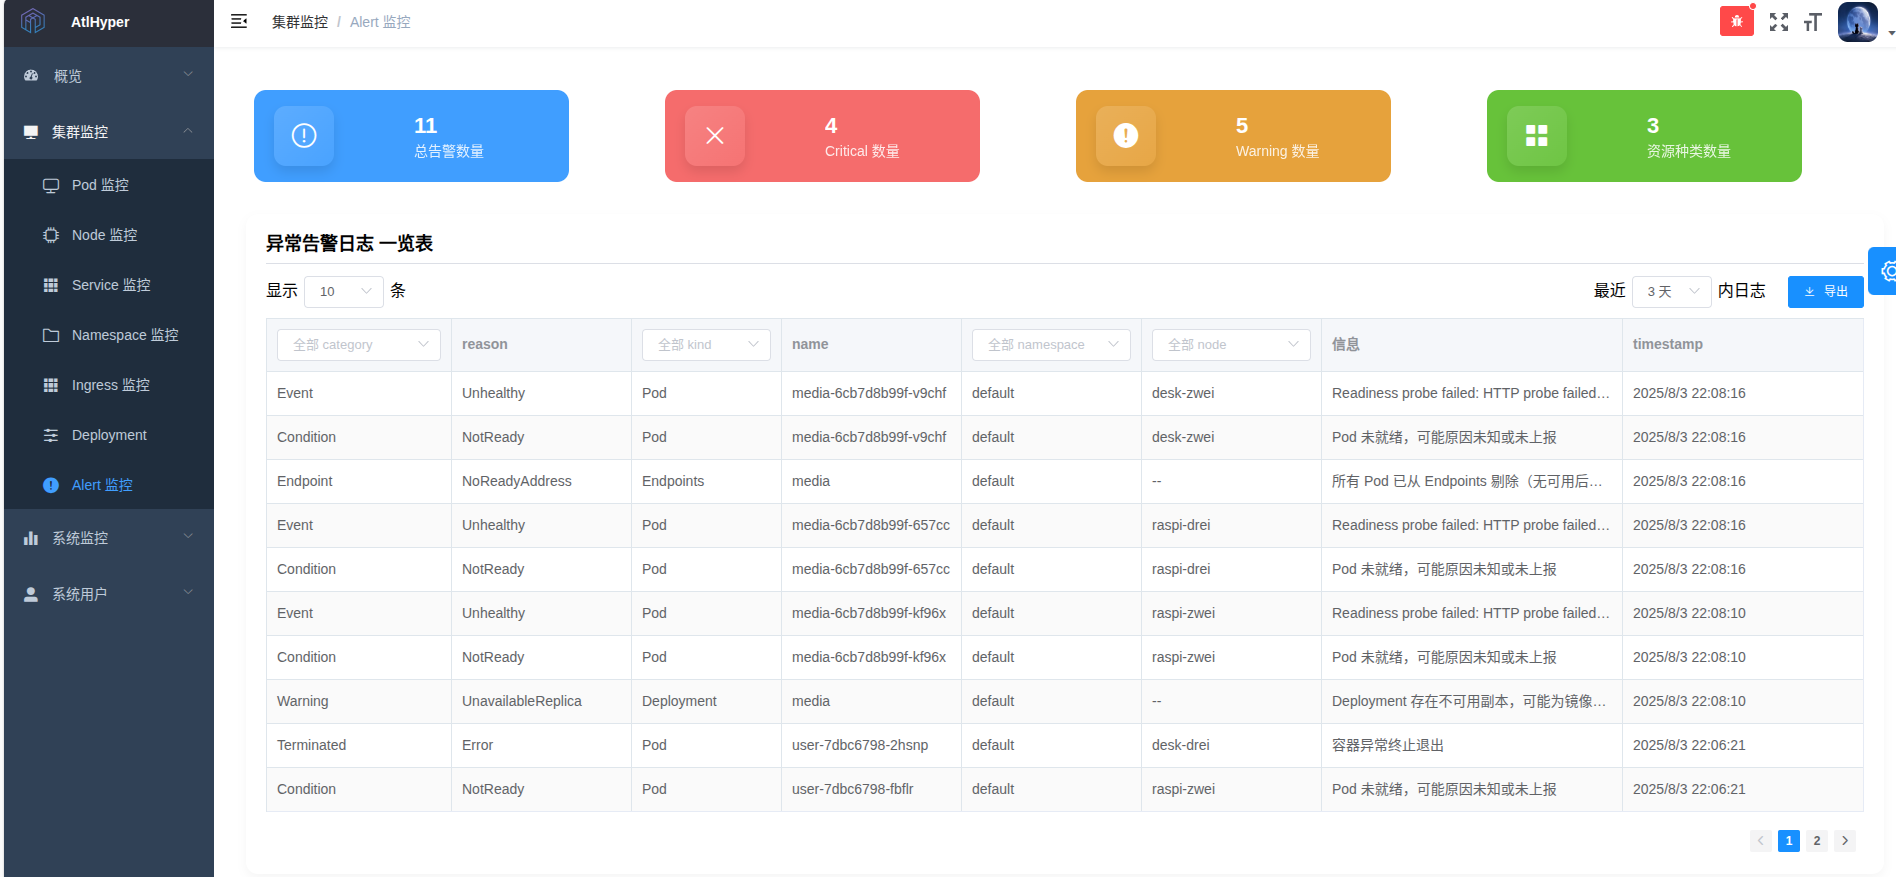 AtlHyper
集群监控 / Alert 监控
概览
集群监控
Pod 监控
Node 监控
Service 监控
Namespace 监控
Ingress 监控
Deployment
Alert 监控
系统监控
系统用户
11
总告警数量
4
Critical 数量
5
Warning 数量
3
资源种类数量
异常告警日志 一览表
显示 10 条
最近 3 天 内日志 导出
全部 category reason 全部 kind name 全部 namespace 全部 node 信息 timestamp
Event Unhealthy Pod media-6cb7d8b99f-v9chf default desk-zwei Readiness probe failed: HTTP probe failed… 2025/8/3 22:08:16
Condition NotReady Pod media-6cb7d8b99f-v9chf default desk-zwei Pod 未就绪，可能原因未知或未上报 2025/8/3 22:08:16
Endpoint NoReadyAddress Endpoints media default -- 所有 Pod 已从 Endpoints 剔除（无可用后… 2025/8/3 22:08:16
Event Unhealthy Pod media-6cb7d8b99f-657cc default raspi-drei Readiness probe failed: HTTP probe failed… 2025/8/3 22:08:16
Condition NotReady Pod media-6cb7d8b99f-657cc default raspi-drei Pod 未就绪，可能原因未知或未上报 2025/8/3 22:08:16
Event Unhealthy Pod media-6cb7d8b99f-kf96x default raspi-zwei Readiness probe failed: HTTP probe failed… 2025/8/3 22:08:10
Condition NotReady Pod media-6cb7d8b99f-kf96x default raspi-zwei Pod 未就绪，可能原因未知或未上报 2025/8/3 22:08:10
Warning UnavailableReplica Deployment media default -- Deployment 存在不可用副本，可能为镜像… 2025/8/3 22:08:10
Terminated Error Pod user-7dbc6798-2hsnp default desk-drei 容器异常终止退出 2025/8/3 22:06:21
Condition NotReady Pod user-7dbc6798-fbflr default raspi-zwei Pod 未就绪，可能原因未知或未上报 2025/8/3 22:06:21
1 2